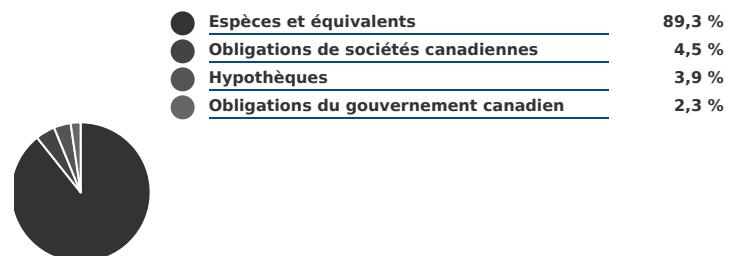 Espèces et équivalents 89,3 %
Obligations de sociétés canadiennes 4,5 %
Hypothèques 3,9 %
Obligations du gouvernement canadien 2,3 %